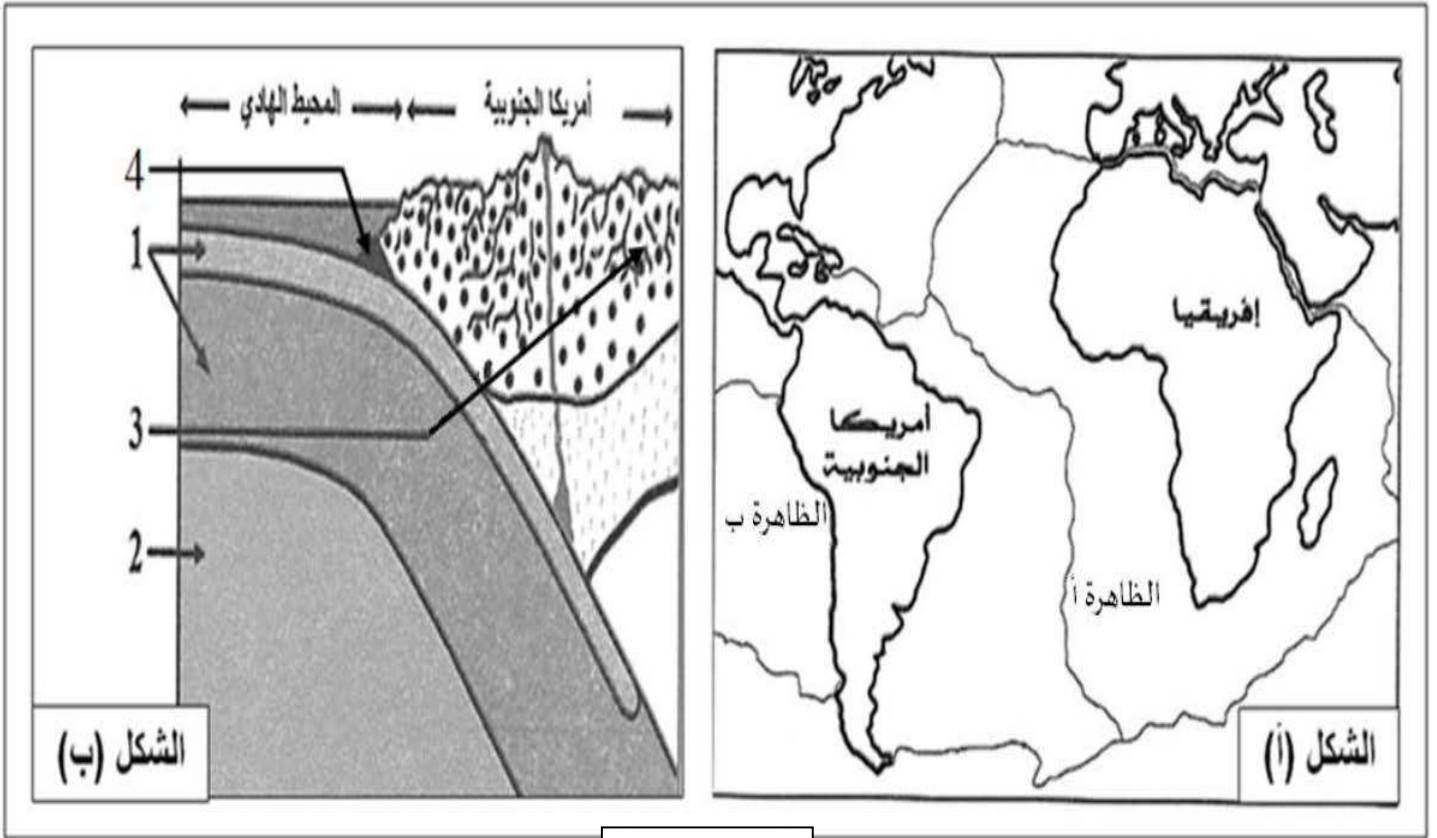 إفريقيا
أمريكا
الجنوبية
الظاهرة ب
الظاهرة أ
الشكل (أ)
المحيط الهادي
أمريكا الجنوبية
4
1
3
2
الشكل (ب)